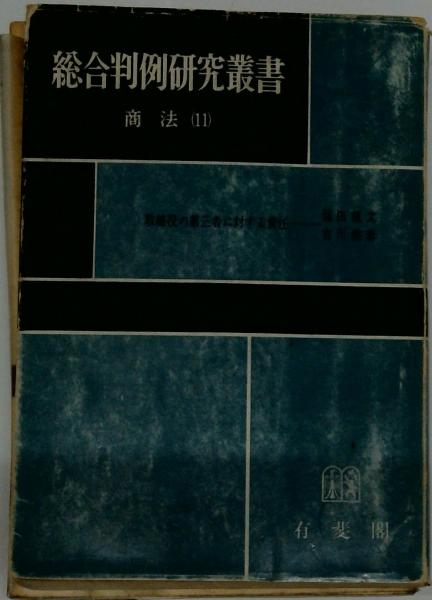 総合判例研究叢書
商法 (11)
取締役の第三者に対する責任
有斐閣